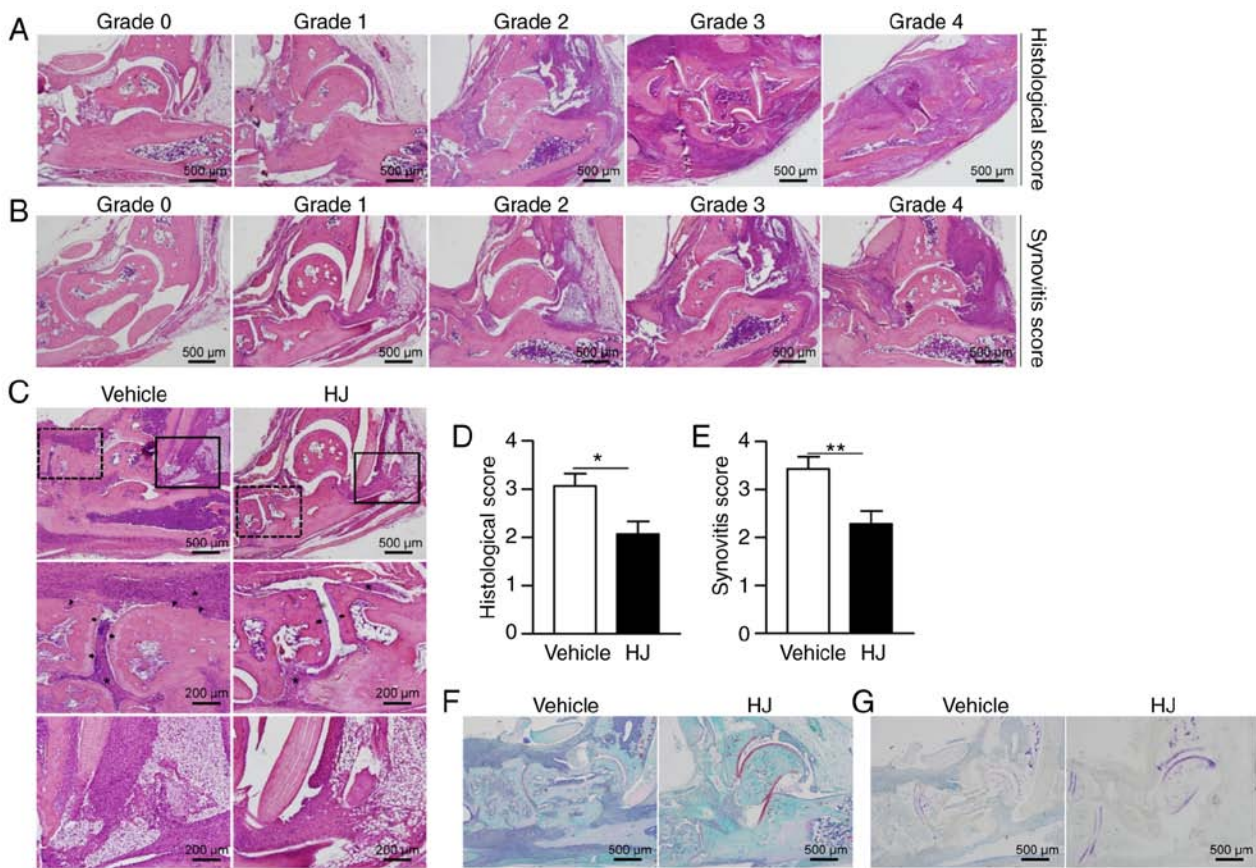 A
Grade 0 Grade 1 Grade 2 Grade 3 Grade 4
500 µm 500 µm 500 µm 500 µm 500 µm
Histological score
B
Grade 0 Grade 1 Grade 2 Grade 3 Grade 4
500 µm 500 µm 500 µm 500 µm 500 µm
Synovitis score
C
Vehicle HJ
500 µm 500 µm
* *
200 µm 200 µm
200 µm 200 µm
D
Histological score
4
3
2
1
0
*
Vehicle HJ
E
Synovitis score
4
3
2
1
0
**
Vehicle HJ
F
Vehicle HJ
500 µm 500 µm
G
Vehicle HJ
500 µm 500 µm